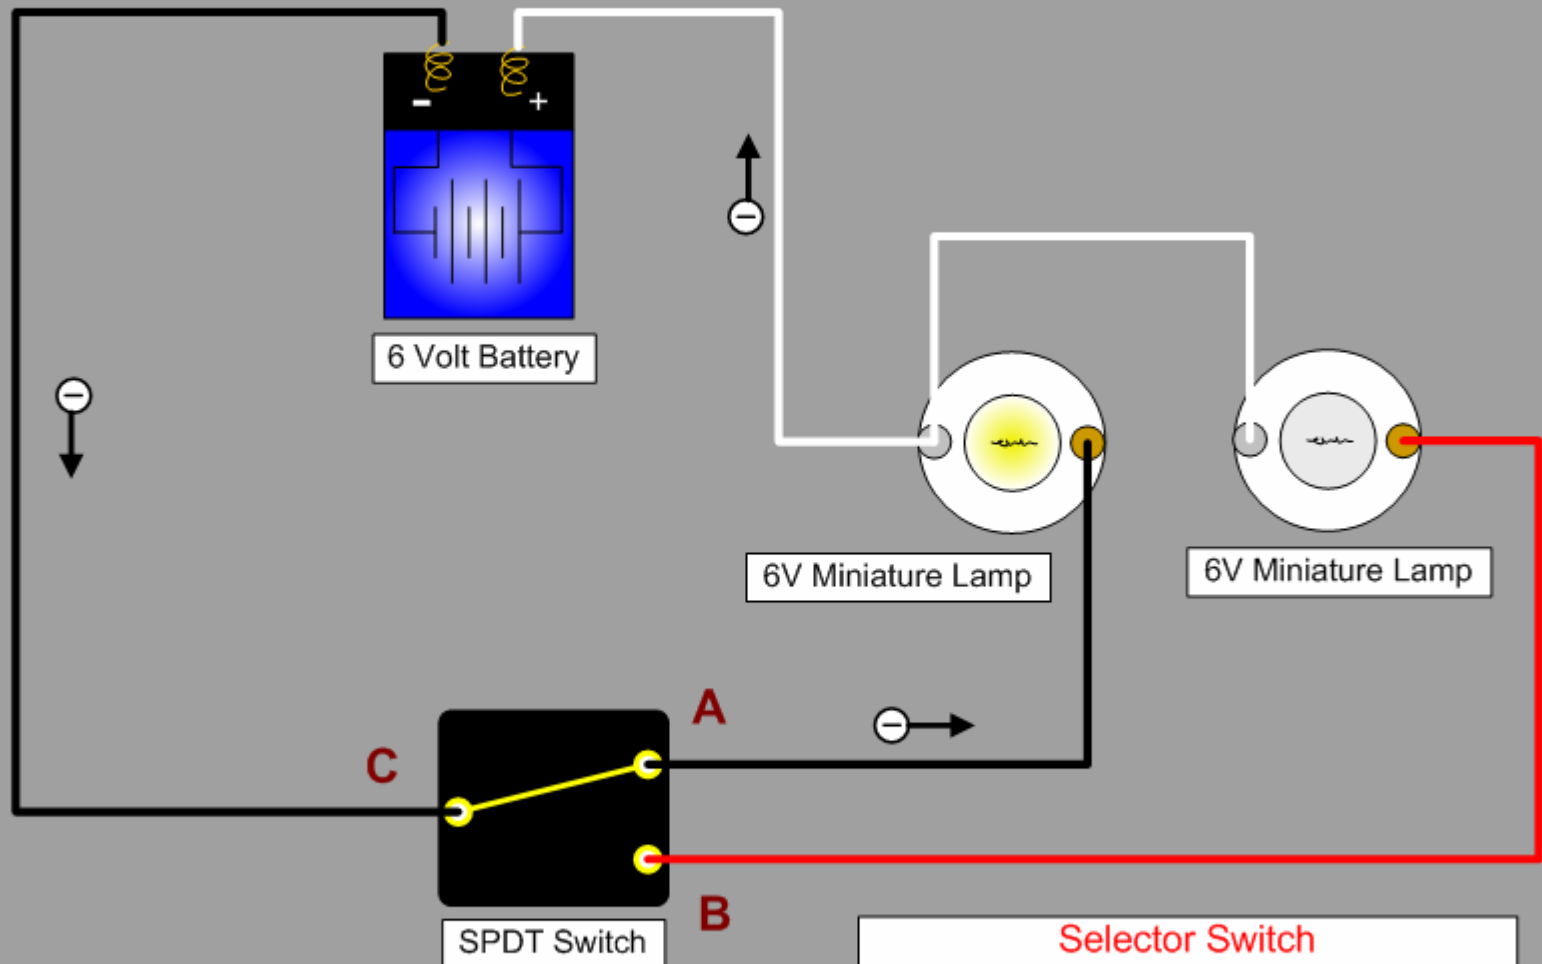 - +
6 Volt Battery
6V Miniature Lamp
6V Miniature Lamp
A
C
B
SPDT Switch
Selector Switch